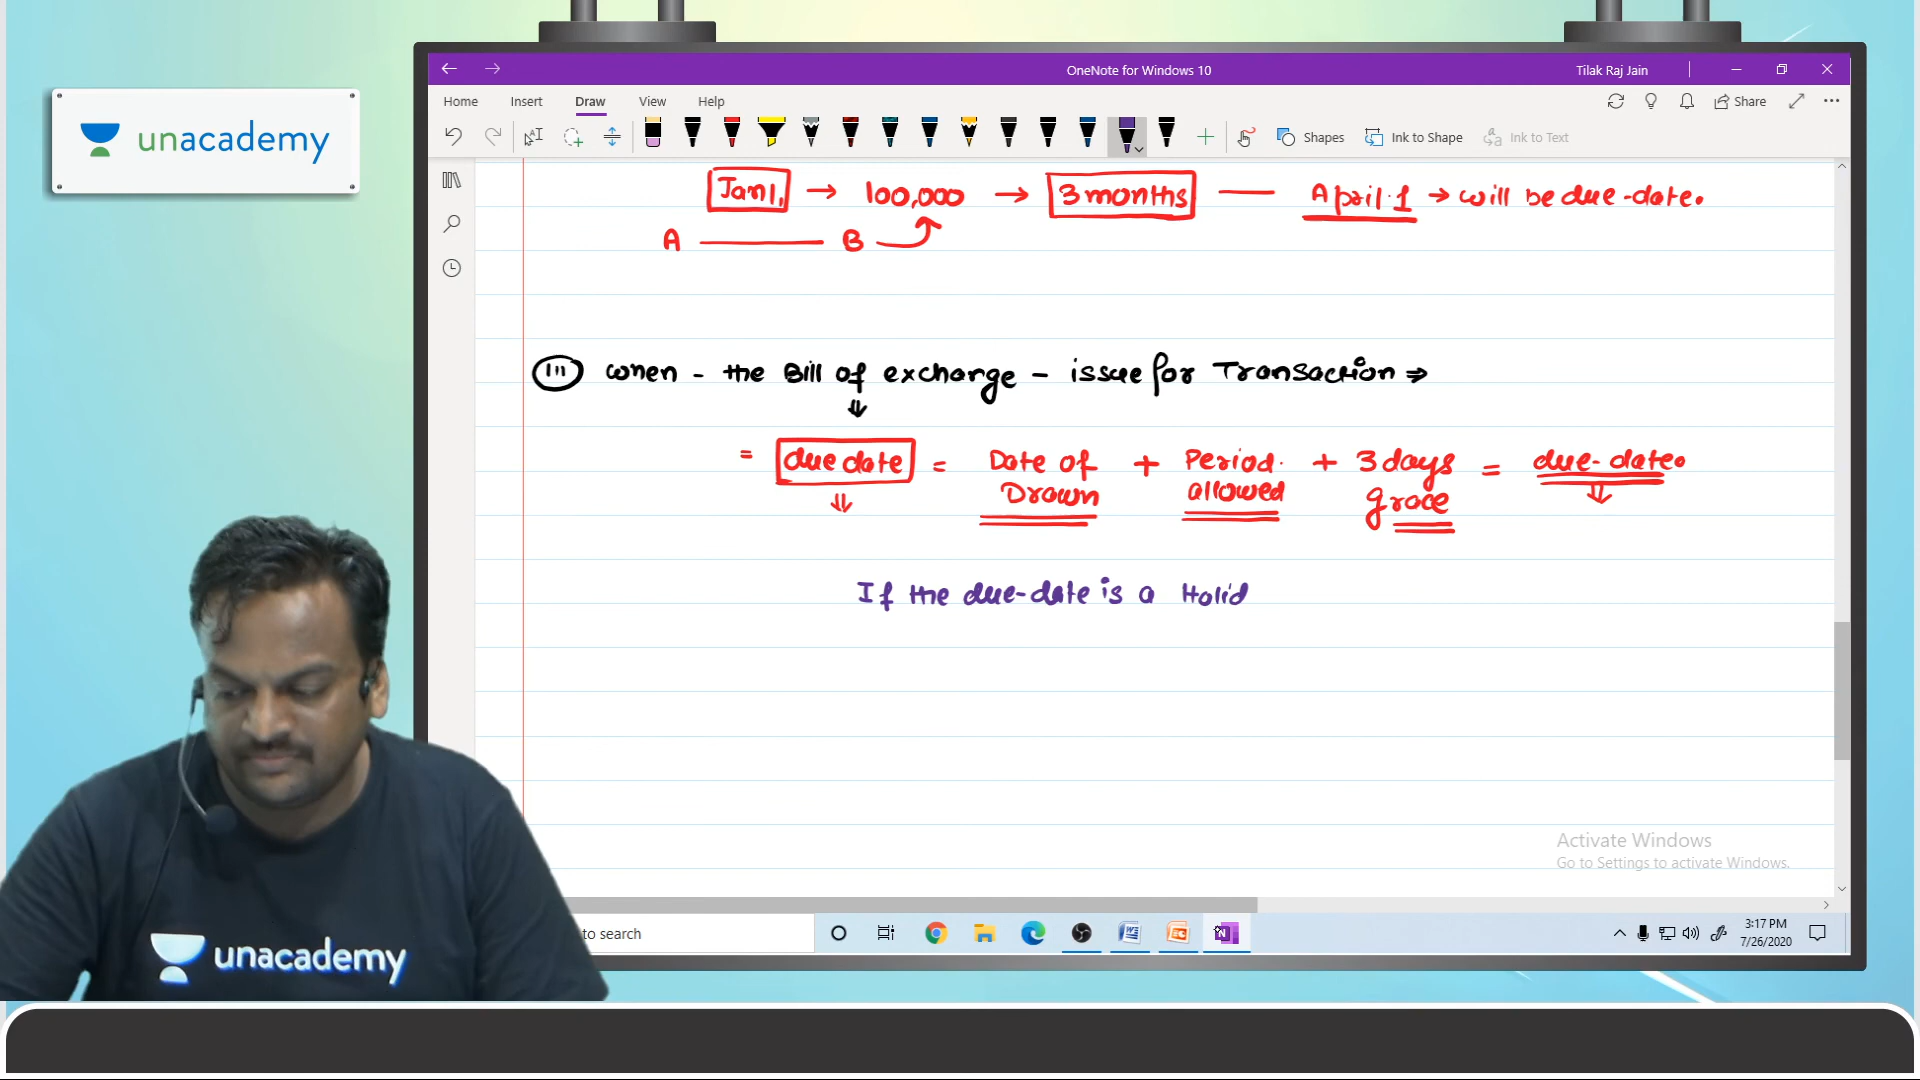 unacademy
OneNote for Windows 10
Tilak Raj Jain
Home Insert Draw View Help
Share
Shapes Ink to Shape Ink to Text
Jan 1, → 100,000 → 3 months — April 1 → will be due-date.
A — B
(III) When - the Bill of exchange - issue for Transaction ⇒
= due date = Date of Drawn + Period allowed + 3 days grace = due-date.
If the due-date is a Holid
Activate Windows
Go to Settings to activate Windows.
to search
3:17 PM
7/26/2020
unacademy